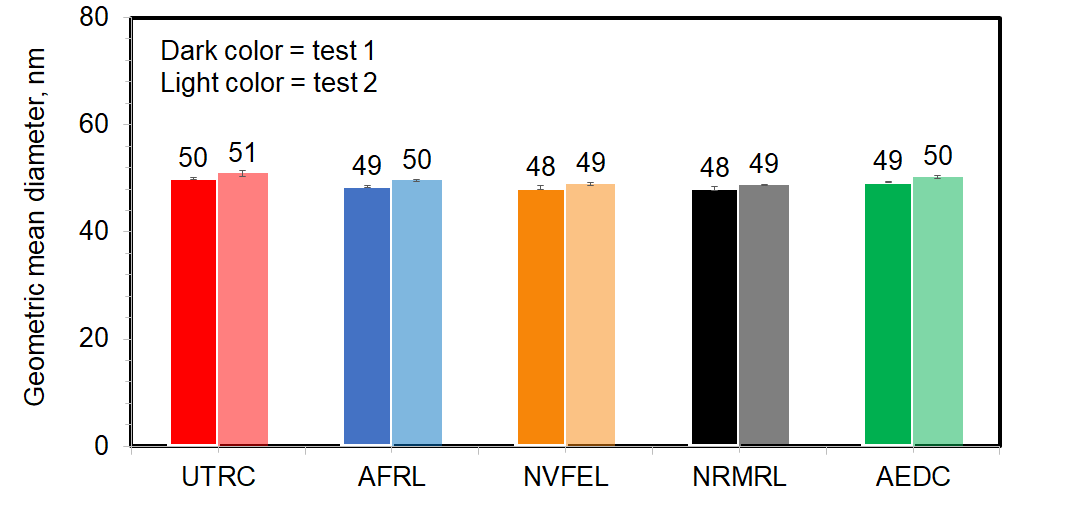 Geometric mean diameter, nm
80
60
40
20
0
Dark color = test 1
Light color = test 2
50 51 49 50 48 49 48 49 49 50
UTRC AFRL NVFEL NRMRL AEDC